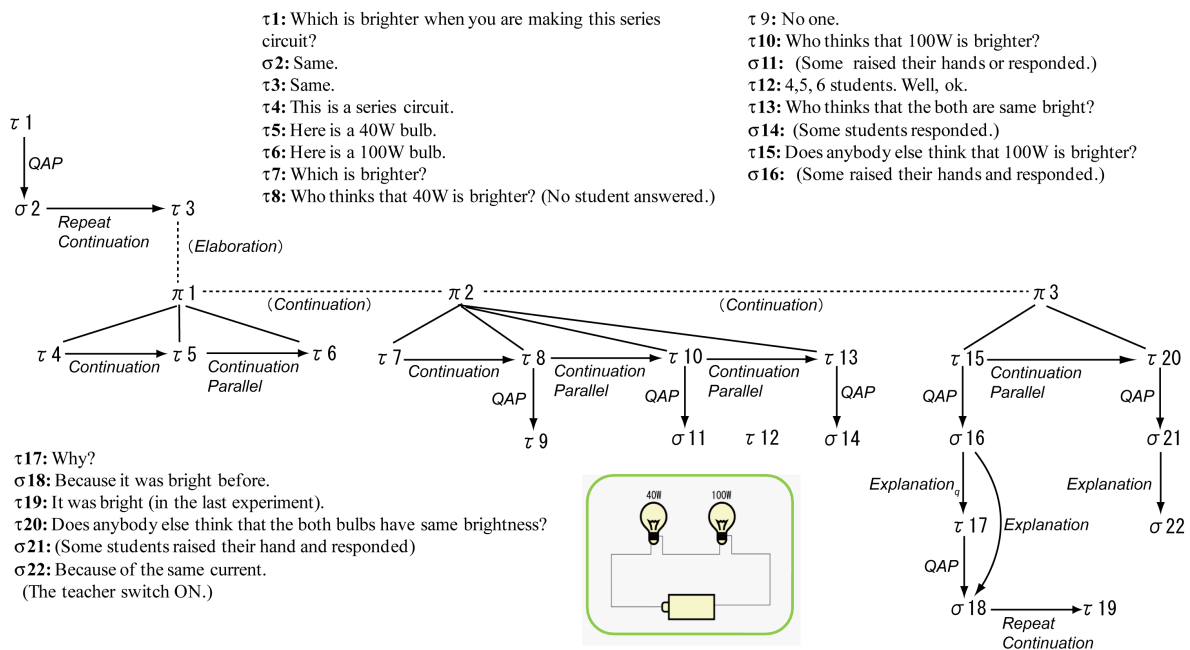 τ1: Which is brighter when you are making this series
circuit?
σ2: Same.
τ3: Same.
τ4: This is a series circuit.
τ5: Here is a 40W bulb.
τ6: Here is a 100W bulb.
τ7: Which is brighter?
τ8: Who thinks that 40W is brighter? (No student answered.)
τ 9: No one.
τ10: Who thinks that 100W is brighter?
σ11: (Some raised their hands or responded.)
τ12: 4,5, 6 students. Well, ok.
τ13: Who thinks that the both are same bright?
σ14: (Some students responded.)
τ15: Does anybody else think that 100W is brighter?
σ16: (Some raised their hands and responded.)
τ 1
QAP
σ 2
Repeat
Continuation
τ 3
(Elaboration)
π 1
(Continuation)
π 2
(Continuation)
π 3
τ 4
Continuation
τ 5
Continuation
Parallel
τ 6
τ 7
Continuation
τ 8
Continuation
Parallel
τ 10
Continuation
Parallel
τ 13
τ 15
Continuation
Parallel
τ 20
QAP
QAP
QAP
QAP
QAP
τ 9
σ 11
τ 12
σ 14
σ 16
σ 21
Explanationq
Explanation
Explanation
τ 17
σ 22
QAP
σ 18
Repeat
Continuation
τ 19
τ17: Why?
σ18: Because it was bright before.
τ19: It was bright (in the last experiment).
τ20: Does anybody else think that the both bulbs have same brightness?
σ21: (Some students raised their hand and responded)
σ22: Because of the same current.
(The teacher switch ON.)
40W
100W